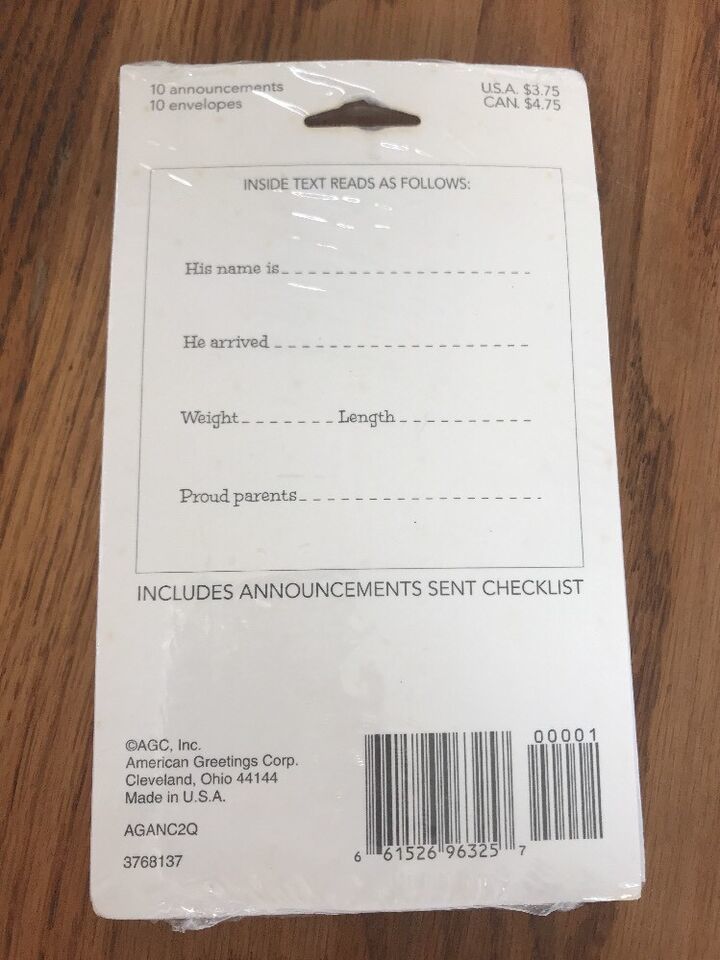 10 announcements
10 envelopes
U.S.A. $3.75
CAN. $4.75
INSIDE TEXT READS AS FOLLOWS:
His name is
He arrived
Weight Length
Proud parents
INCLUDES ANNOUNCEMENTS SENT CHECKLIST
©AGC, Inc.
American Greetings Corp.
Cleveland, Ohio 44144
Made in U.S.A.
AGANC2Q
3768137
00001
6 61526 96325 7